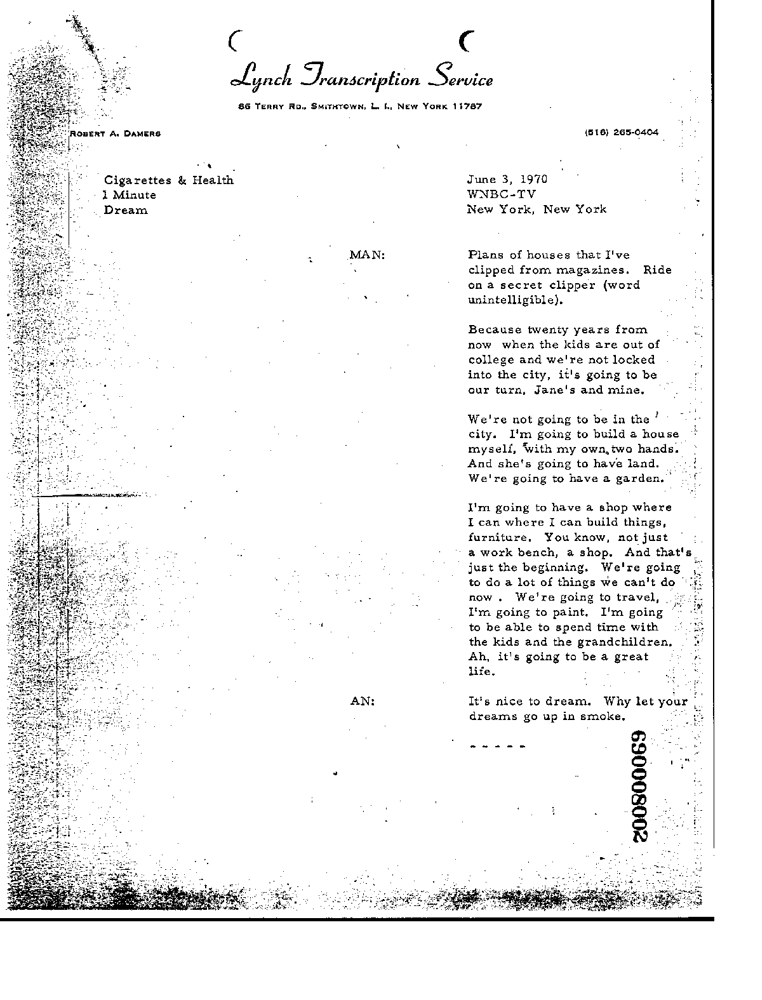 Lynch Transcription Service
86 Terry Rd., Smithtown, L. I., New York 11787
Robert A. Damers
(516) 265-0404
Cigarettes & Health
1 Minute
Dream
June 3, 1970
WNBC-TV
New York, New York
MAN:
Plans of houses that I've
clipped from magazines. Ride
on a secret clipper (word
unintelligible).
Because twenty years from
now when the kids are out of
college and we're not locked
into the city, it's going to be
our turn, Jane's and mine.
We're not going to be in the
city. I'm going to build a house
myself, with my own two hands.
And she's going to have land.
We're going to have a garden.
I'm going to have a shop where
I can where I can build things,
furniture. You know, not just
a work bench, a shop. And that's
just the beginning. We're going
to do a lot of things we can't do
now . We're going to travel,
I'm going to paint. I'm going
to be able to spend time with
the kids and the grandchildren.
Ah, it's going to be a great
life.
AN:
It's nice to dream. Why let your
dreams go up in smoke.
- - - - -
690008002